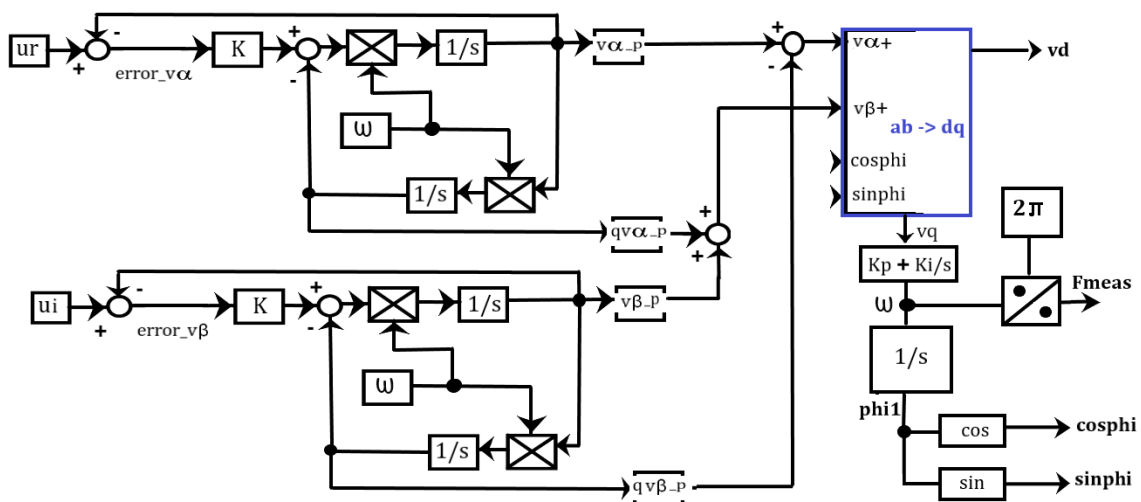 ur
+
-
error_vα
K
+
-
1/s
ω
1/s
vα_p
qvα_p
+
-
+
+
vα+
vβ+
ab -> dq
cosphi
sinphi
vd
vq
Kp + Ki/s
2π
Fmeas
ω
1/s
phi1
cos
cosphi
sin
sinphi
ui
+
-
error_vβ
K
+
-
1/s
ω
1/s
vβ_p
qvβ_p